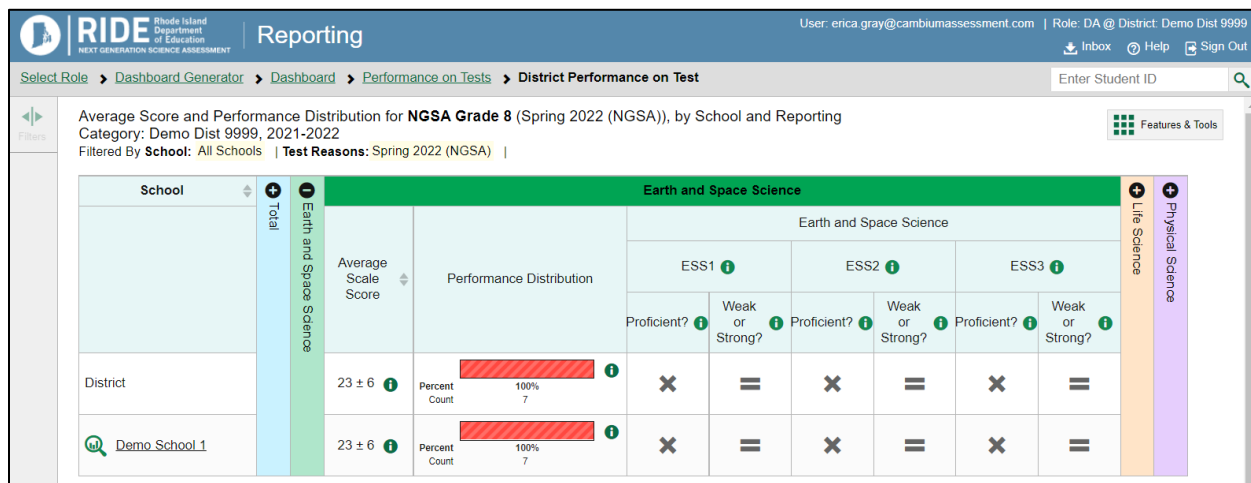 RIDE Rhode Island Department of Education
NEXT GENERATION SCIENCE ASSESSMENT
Reporting
User: erica.gray@cambiumassessment.com | Role: DA @ District: Demo Dist 9999
Inbox Help Sign Out
Select Role > Dashboard Generator > Dashboard > Performance on Tests > District Performance on Test
Enter Student ID
Filters
Average Score and Performance Distribution for NGSA Grade 8 (Spring 2022 (NGSA)), by School and Reporting
Category: Demo Dist 9999, 2021-2022
Filtered By School: All Schools | Test Reasons: Spring 2022 (NGSA) |
Features & Tools
School
Total
Earth and Space Science
Earth and Space Science
Life Science
Physical Science
Average Scale Score
Performance Distribution
Earth and Space Science
ESS1 ESS2 ESS3
Proficient? Weak or Strong? Proficient? Weak or Strong? Proficient? Weak or Strong?
District 23 ± 6
Percent 100%
Count 7
Demo School 1 23 ± 6
Percent 100%
Count 7